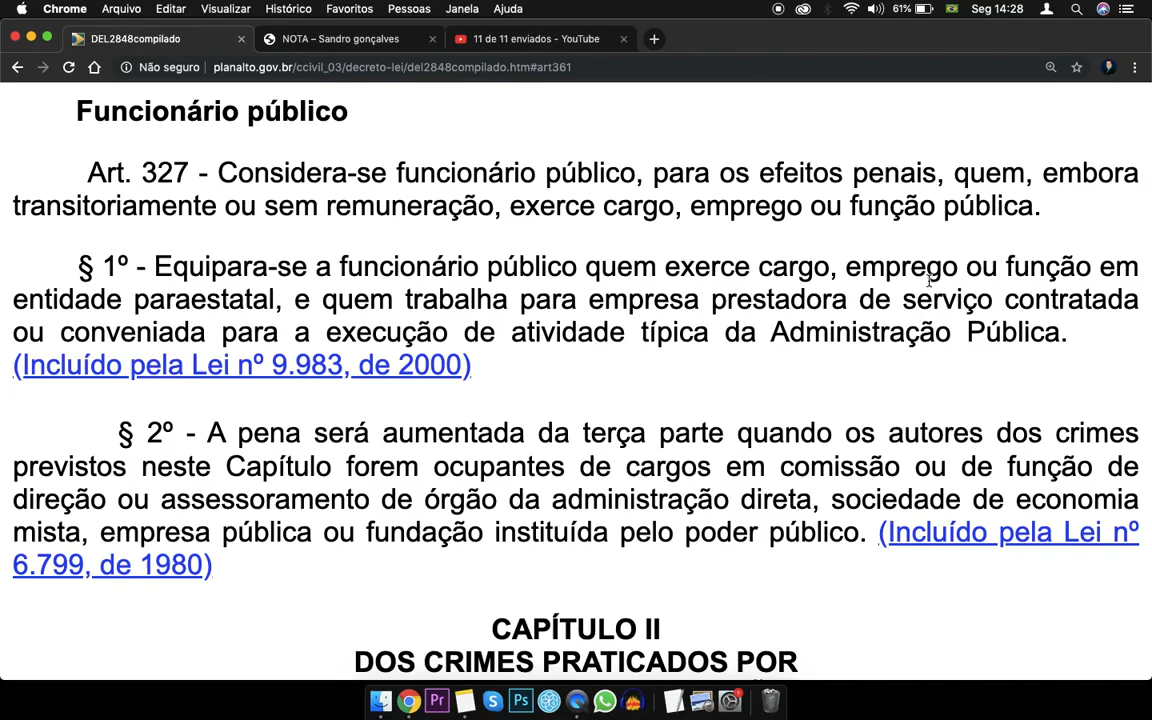 Chrome Arquivo Editar Visualizar Histórico Favoritos Pessoas Janela Ajuda 61% Seg 14:28
DEL2848compilado NOTA – Sandro gonçalves 11 de 11 enviados - YouTube
Não seguro planalto.gov.br/ccivil_03/decreto-lei/del2848compilado.htm#art361
Funcionário público
Art. 327 - Considera-se funcionário público, para os efeitos penais, quem, embora
transitoriamente ou sem remuneração, exerce cargo, emprego ou função pública.
§ 1º - Equipara-se a funcionário público quem exerce cargo, emprego ou função em
entidade paraestatal, e quem trabalha para empresa prestadora de serviço contratada
ou conveniada para a execução de atividade típica da Administração Pública.
(Incluído pela Lei nº 9.983, de 2000)
§ 2º - A pena será aumentada da terça parte quando os autores dos crimes
previstos neste Capítulo forem ocupantes de cargos em comissão ou de função de
direção ou assessoramento de órgão da administração direta, sociedade de economia
mista, empresa pública ou fundação instituída pelo poder público. (Incluído pela Lei nº
6.799, de 1980)
CAPÍTULO II
DOS CRIMES PRATICADOS POR
Pr Ps